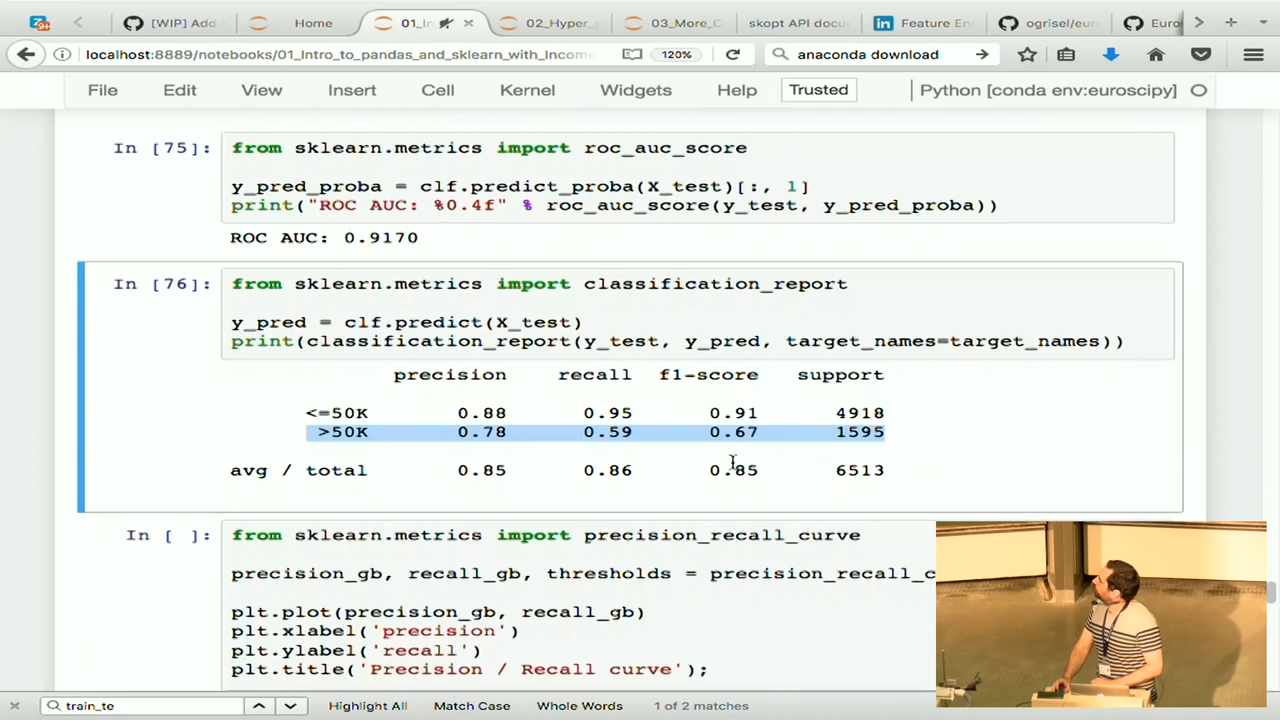 [WIP] Add
Home
01_In
02_Hyper_
03_More_C
skopt API docu
Feature En
ogrisel/eur
Euros
localhost:8889/notebooks/01_Intro_to_pandas_and_sklearn_with_Incom
120%
anaconda download
File Edit View Insert Cell Kernel Widgets Help Trusted Python [conda env:euroscipy]
In [75]: from sklearn.metrics import roc_auc_score
y_pred_proba = clf.predict_proba(X_test)[:, 1]
print("ROC AUC: %0.4f" % roc_auc_score(y_test, y_pred_proba))
ROC AUC: 0.9170
In [76]: from sklearn.metrics import classification_report
y_pred = clf.predict(X_test)
print(classification_report(y_test, y_pred, target_names=target_names))
precision recall f1-score support
<=50K 0.88 0.95 0.91 4918
>50K 0.78 0.59 0.67 1595
avg / total 0.85 0.86 0.85 6513
In [ ]: from sklearn.metrics import precision_recall_curve
precision_gb, recall_gb, thresholds = precision_recall_c
plt.plot(precision_gb, recall_gb)
plt.xlabel('precision')
plt.ylabel('recall')
plt.title('Precision / Recall curve');
train_te Highlight All Match Case Whole Words 1 of 2 matches